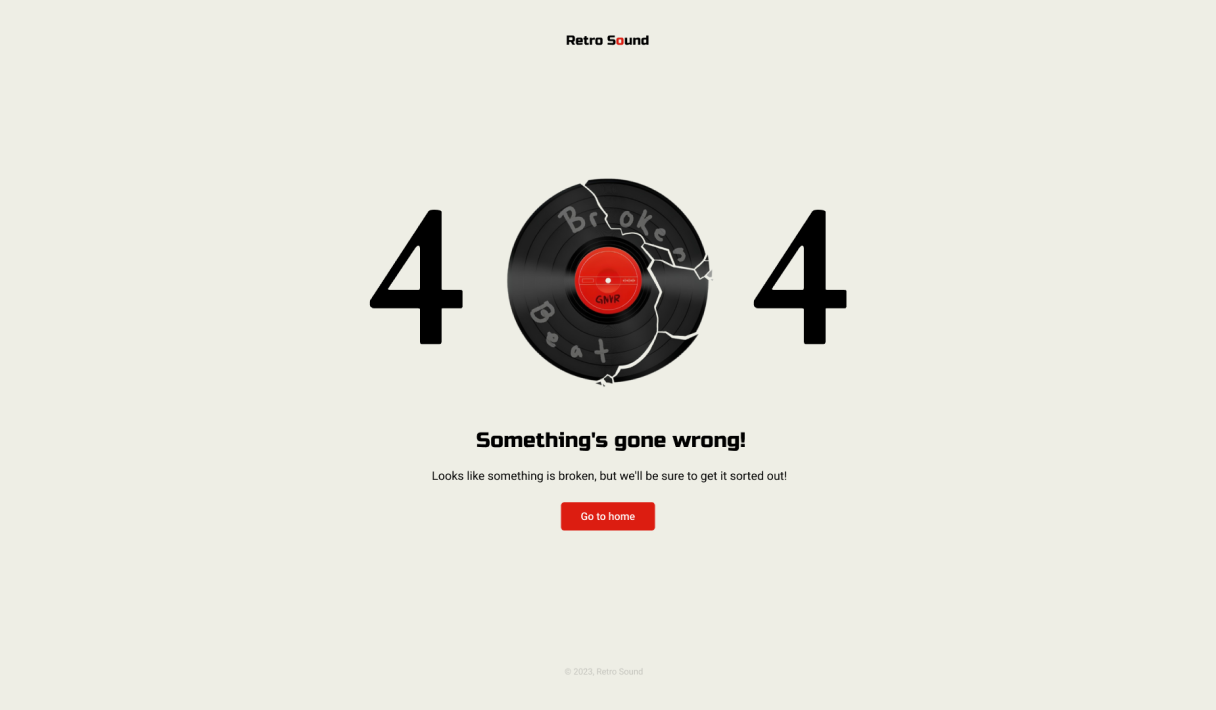 Retro Sound
4 4
Broken
GNYR
Beat
Something's gone wrong!
Looks like something is broken, but we'll be sure to get it sorted out!
Go to home
© 2023, Retro Sound